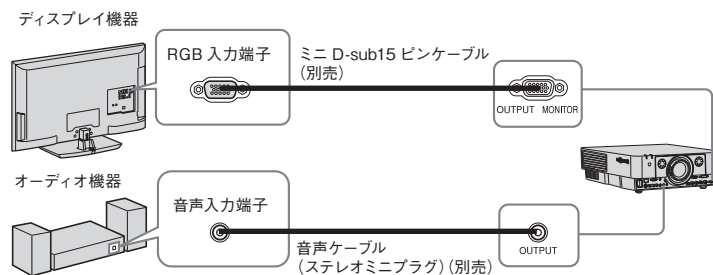 ディスプレイ機器
RGB 入力端子
ミニ D-sub15 ピンケーブル
(別売)
OUTPUT MONITOR
オーディオ機器
音声入力端子
音声ケーブル
(ステレオミニプラグ) (別売)
OUTPUT